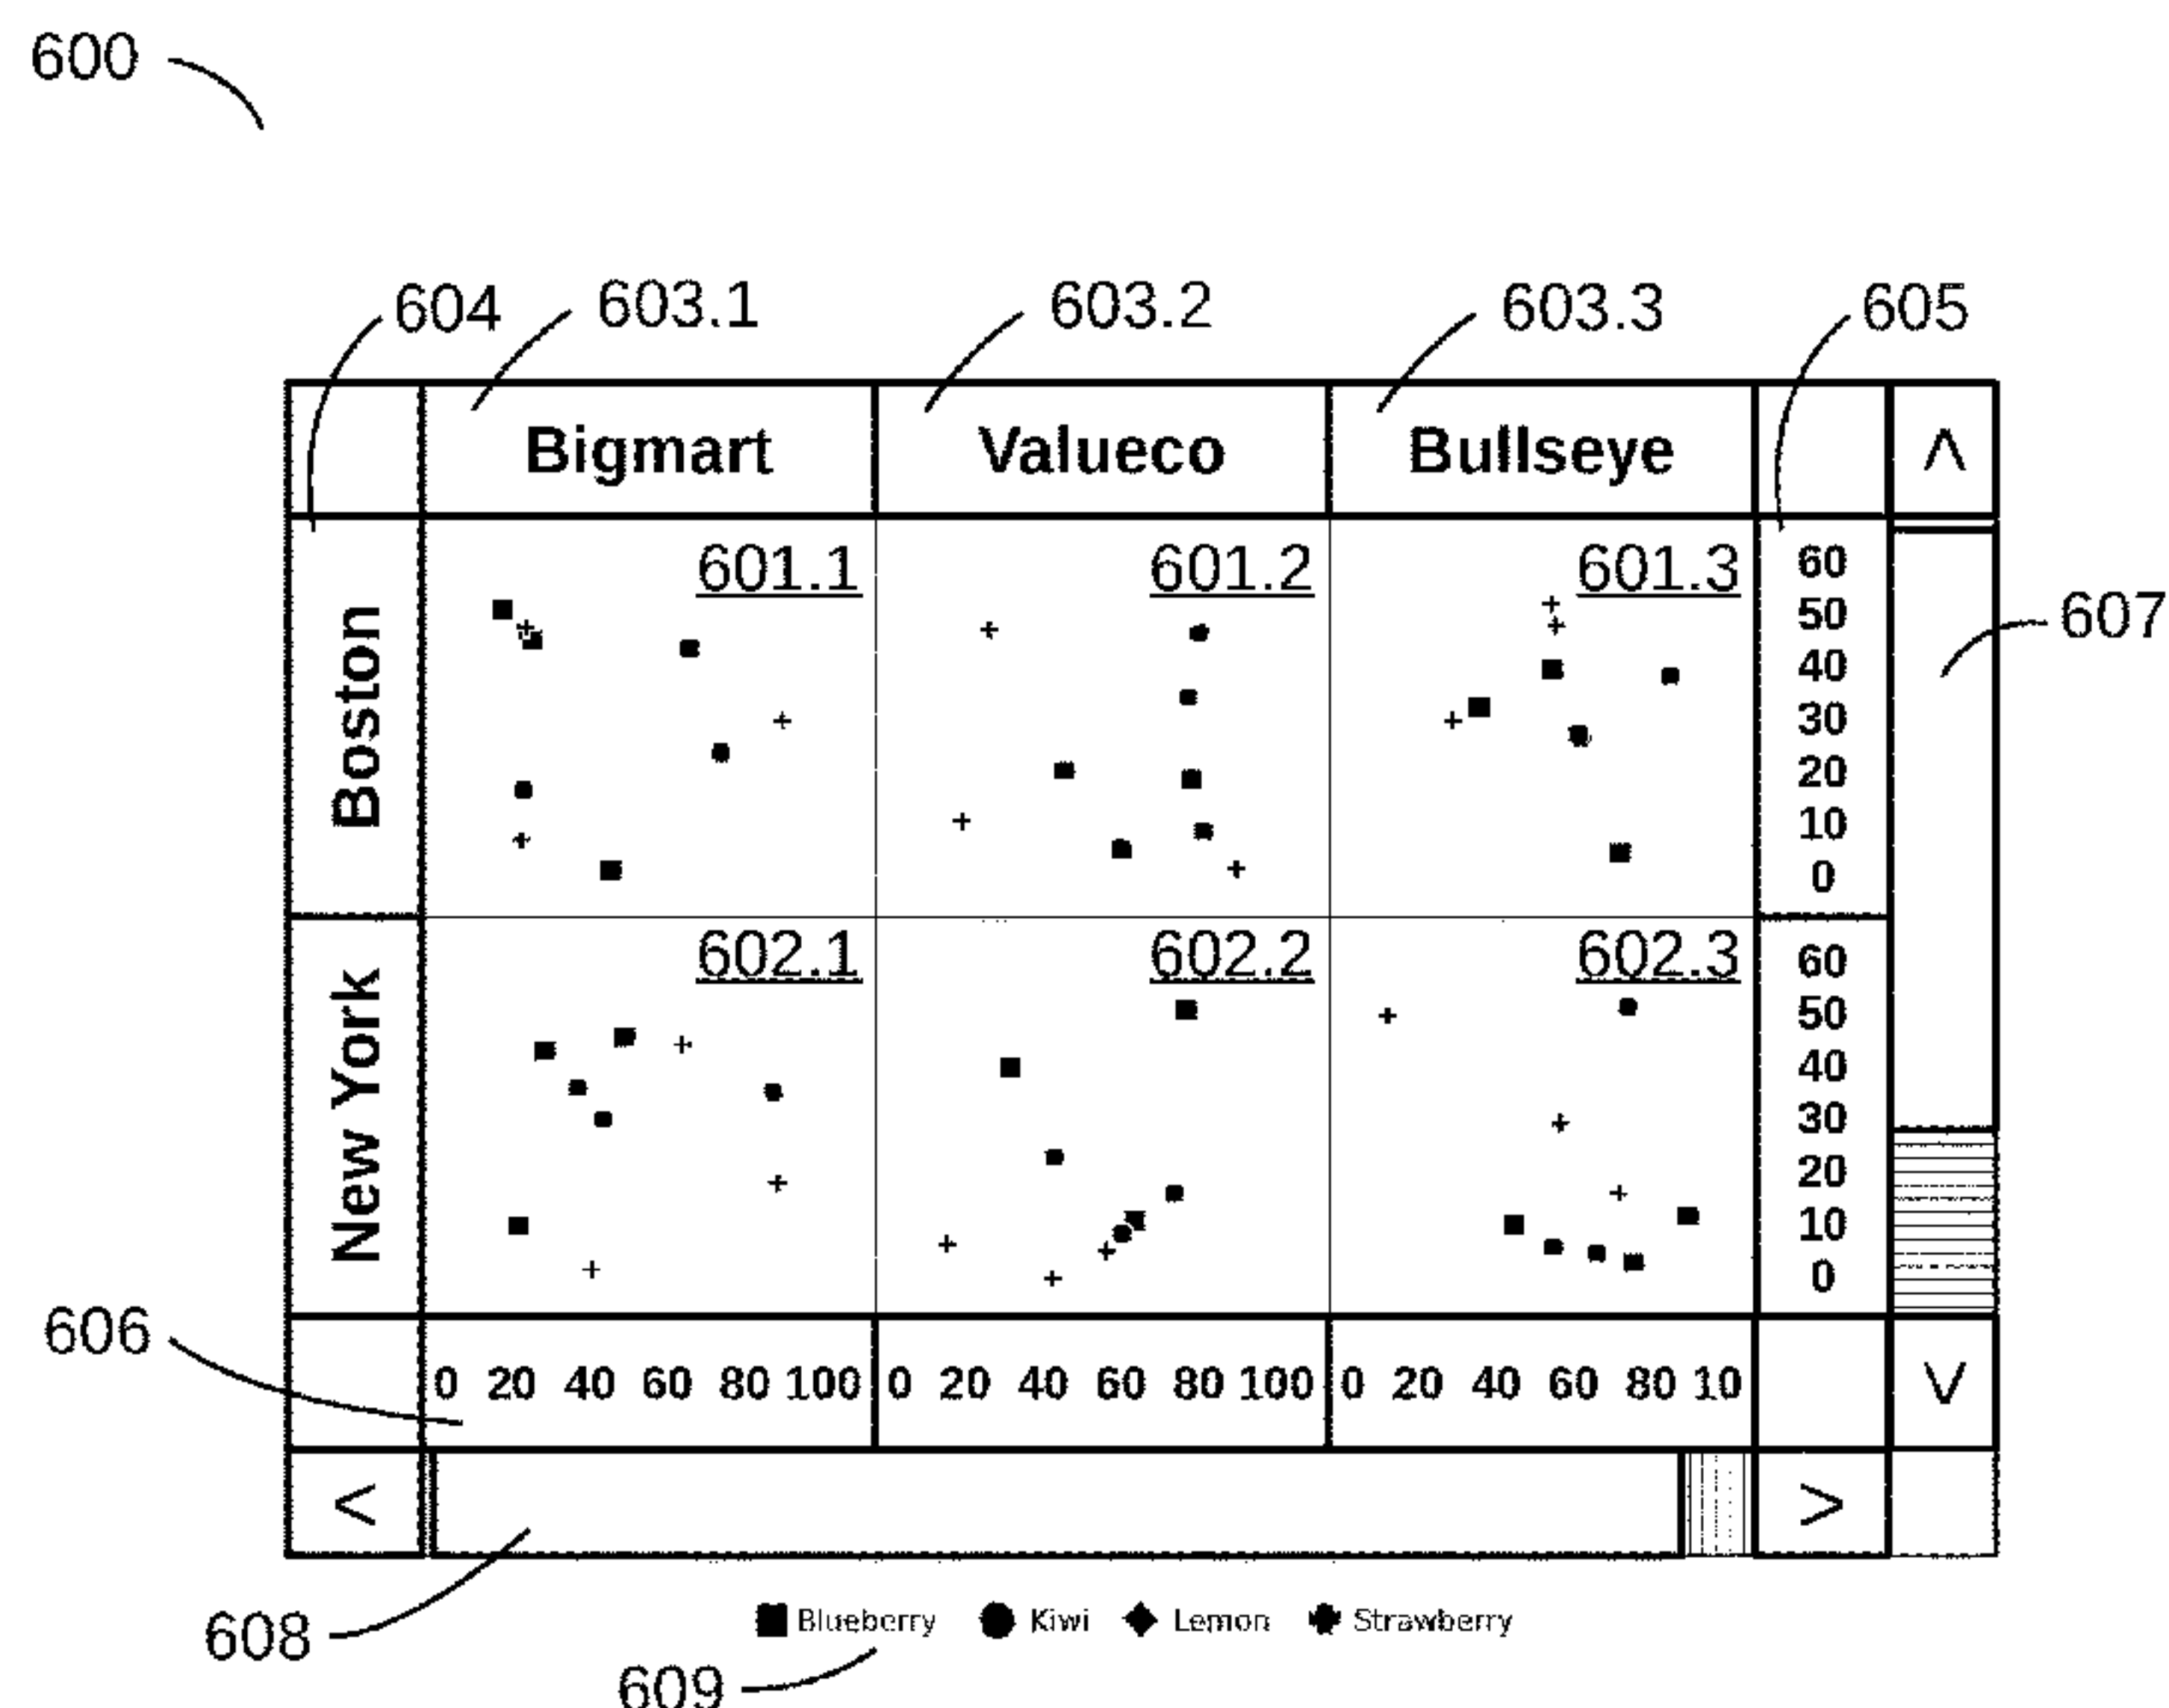 600
604 603.1 603.2 603.3 605
Bigmart Valueco Bullseye ^
601.1 601.2 601.3
Boston
60
50
40
30
20
10
0
607
602.1 602.2 602.3
New York
60
50
40
30
20
10
0
606
0 20 40 60 80 100 0 20 40 60 80 100 0 20 40 60 80 10 V
< >
608
Blueberry Kiwi Lemon Strawberry
609